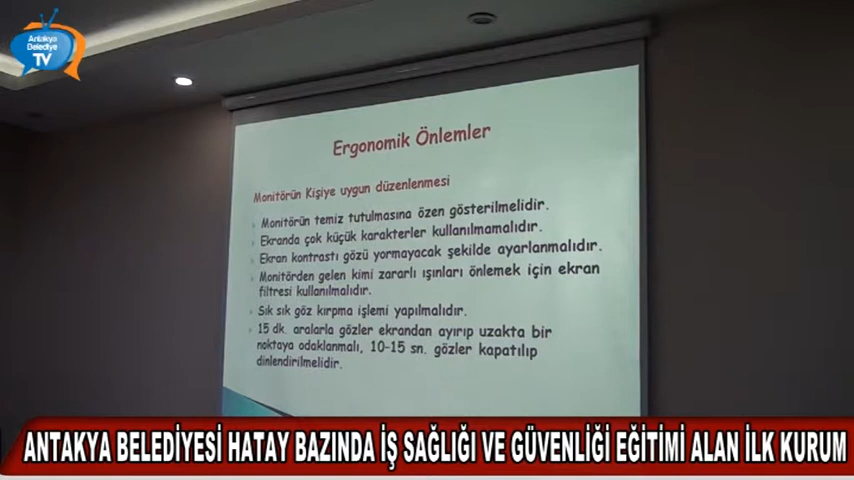 Antakya
Belediye
TV
Ergonomik Önlemler
Monitörün Kişiye uygun düzenlenmesi
Monitörün temiz tutulmasına özen gösterilmelidir.
Ekranda çok küçük karakterler kullanılmamalıdır.
Ekran kontrastı gözü yormayacak şekilde ayarlanmalıdır.
Monitörden gelen kimi zararlı ışınları önlemek için ekran
filtresi kullanılmalıdır.
Sık sık göz kırpma işlemi yapılmalıdır.
15 dk. aralarla gözler ekrandan ayırıp uzakta bir
noktaya odaklanmalı, 10-15 sn. gözler kapatılıp
dinlendirilmelidir.
ANTAKYA BELEDİYESİ HATAY BAZINDA İŞ SAĞLIĞI VE GÜVENLİĞİ EĞİTİMİ ALAN İLK KURUM